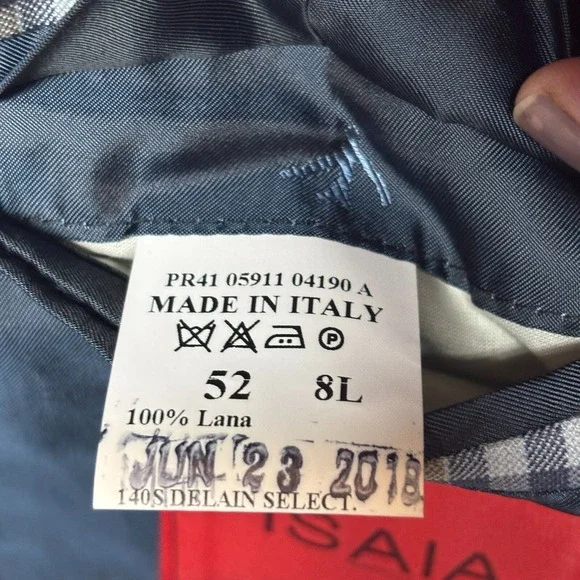 PR41 05911 04190 A
MADE IN ITALY
P
52 8L
100% Lana
JUN 23 2018
140S DELAIN SELECT.
ISAIA